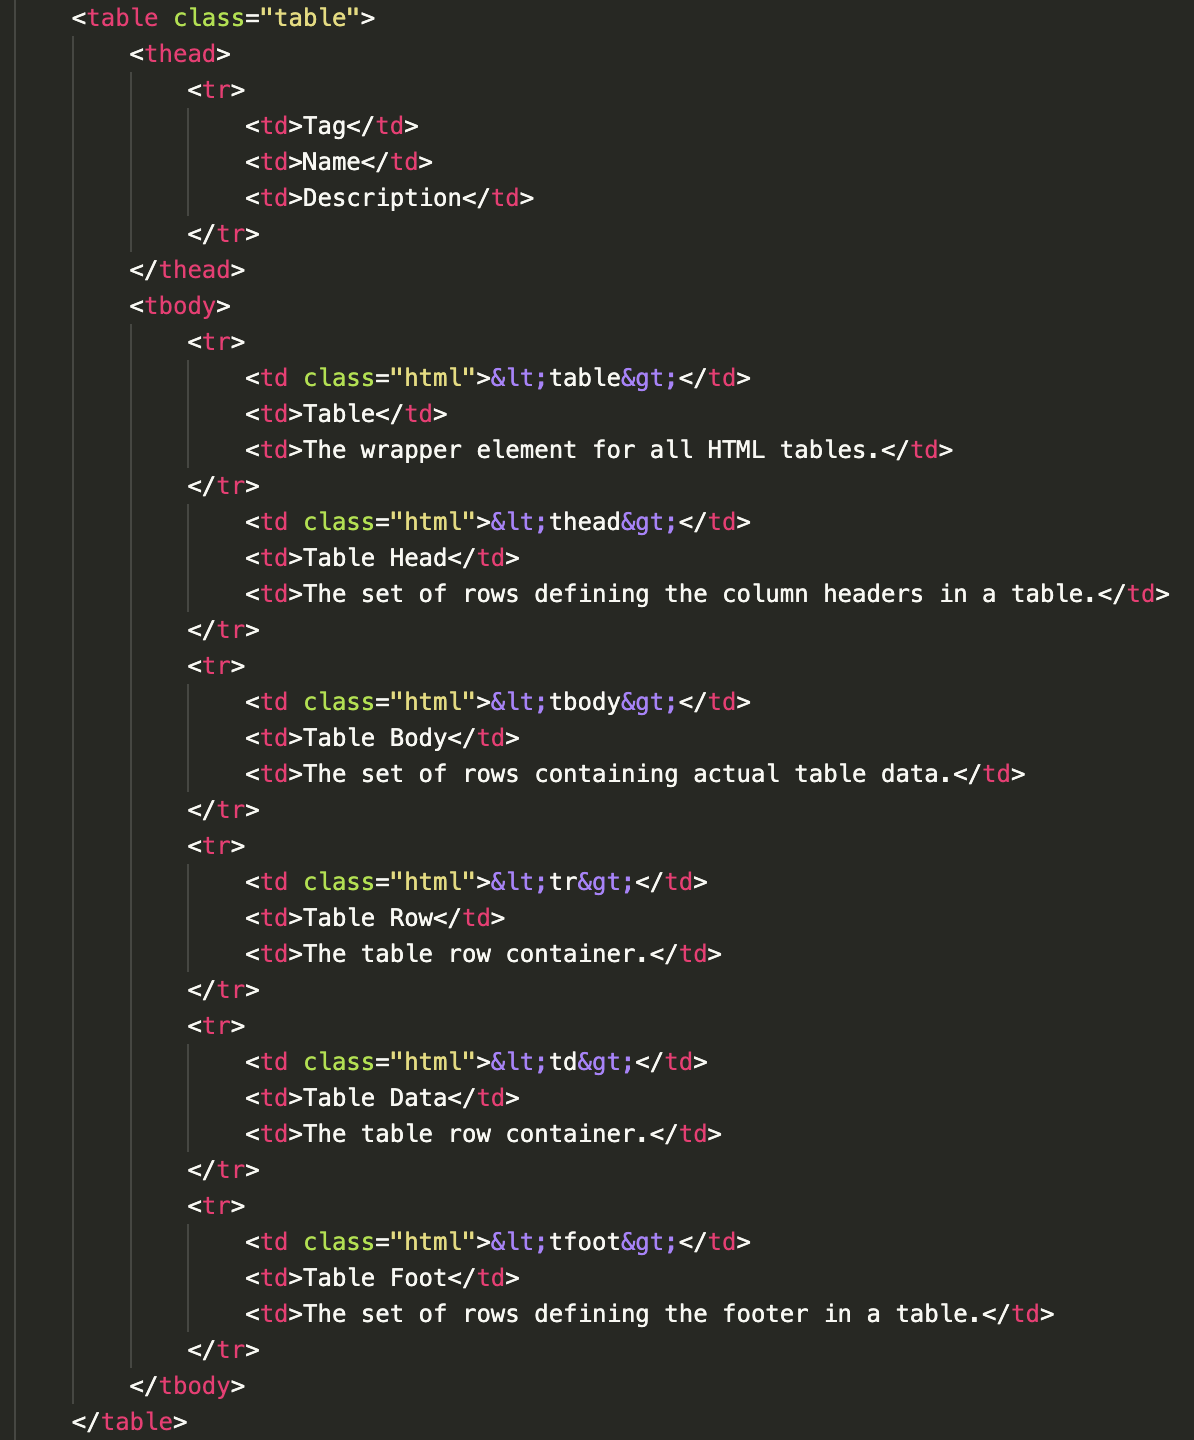 <table class="table">
<thead>
<tr>
<td>Tag</td>
<td>Name</td>
<td>Description</td>
</tr>
</thead>
<tbody>
<tr>
<td class="html">&lt;table&gt;</td>
<td>Table</td>
<td>The wrapper element for all HTML tables.</td>
</tr>
<td class="html">&lt;thead&gt;</td>
<td>Table Head</td>
<td>The set of rows defining the column headers in a table.</td>
</tr>
<tr>
<td class="html">&lt;tbody&gt;</td>
<td>Table Body</td>
<td>The set of rows containing actual table data.</td>
</tr>
<tr>
<td class="html">&lt;tr&gt;</td>
<td>Table Row</td>
<td>The table row container.</td>
</tr>
<tr>
<td class="html">&lt;td&gt;</td>
<td>Table Data</td>
<td>The table row container.</td>
</tr>
<tr>
<td class="html">&lt;tfoot&gt;</td>
<td>Table Foot</td>
<td>The set of rows defining the footer in a table.</td>
</tr>
</tbody>
</table>